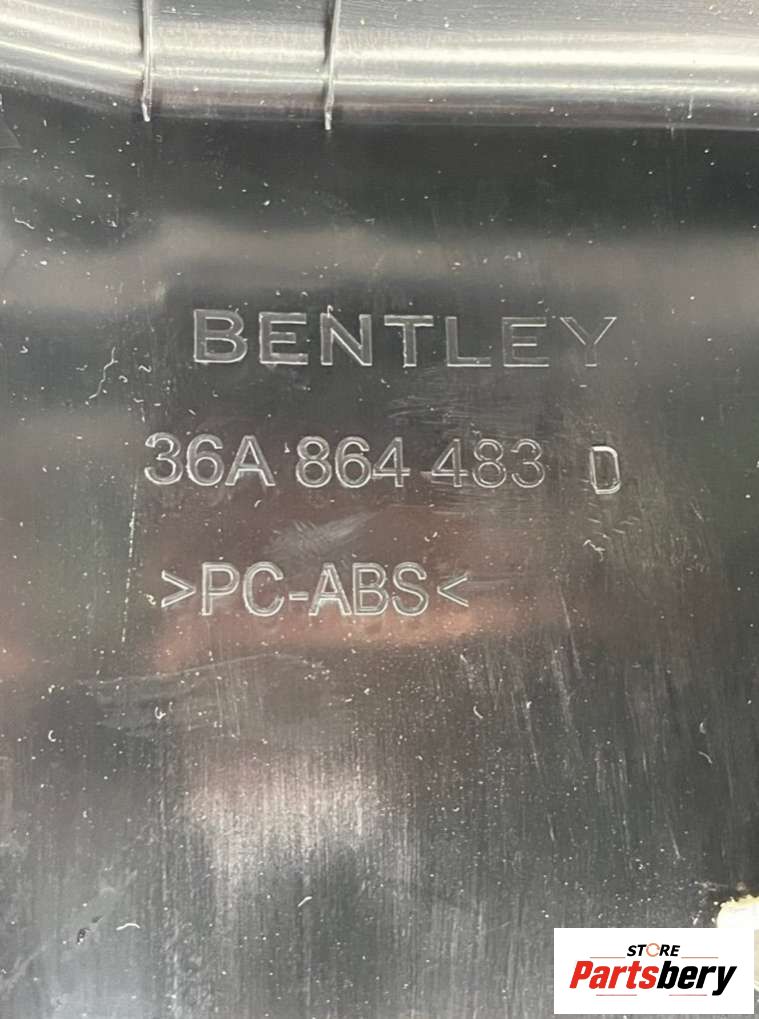 BENTLEY
36A 864 483 D
>PC-ABS<
STORE
Partsbery